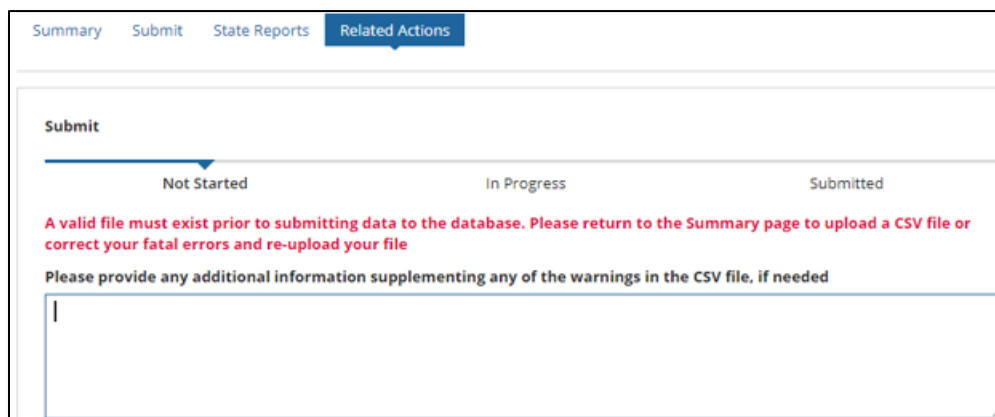 Summary Submit State Reports Related Actions
Submit
Not Started In Progress Submitted
A valid file must exist prior to submitting data to the database. Please return to the Summary page to upload a CSV file or
correct your fatal errors and re-upload your file
Please provide any additional information supplementing any of the warnings in the CSV file, if needed